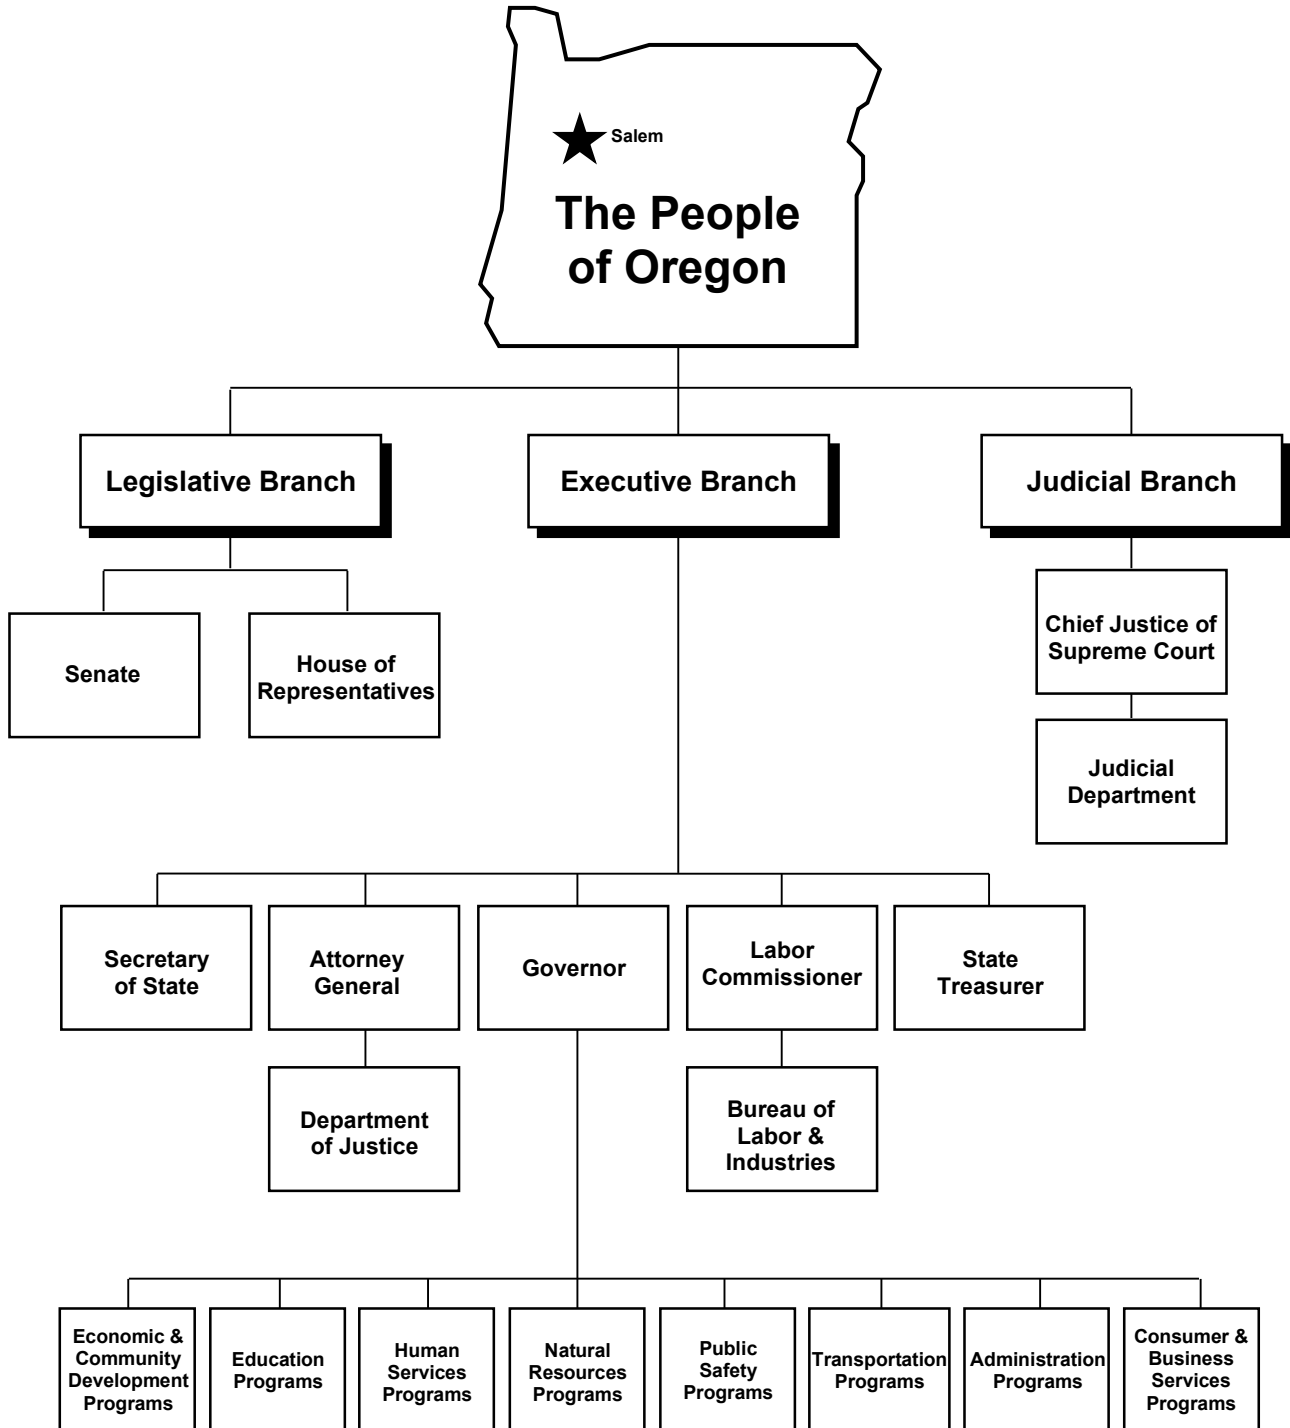 Salem
The People
of Oregon
Legislative Branch
Executive Branch
Judicial Branch
Senate
House of
Representatives
Chief Justice of
Supreme Court
Judicial
Department
Secretary
of State
Attorney
General
Governor
Labor
Commissioner
State
Treasurer
Department
of Justice
Bureau of
Labor &
Industries
Economic &
Community
Development
Programs
Education
Programs
Human
Services
Programs
Natural
Resources
Programs
Public
Safety
Programs
Transportation
Programs
Administration
Programs
Consumer &
Business
Services
Programs